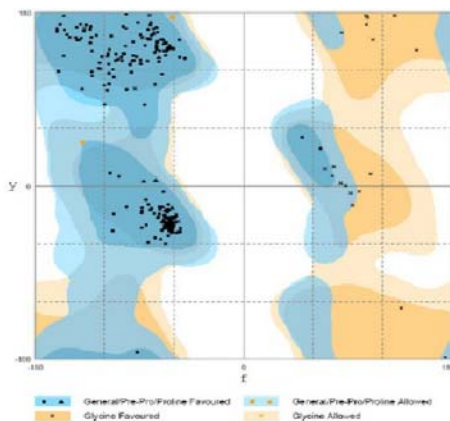 180
0
-180
-180
0
180
General/Pre-Pro/Proline Favoured
General/Pre-Pro/Proline Allowed
Glycine Favoured
Glycine Allowed